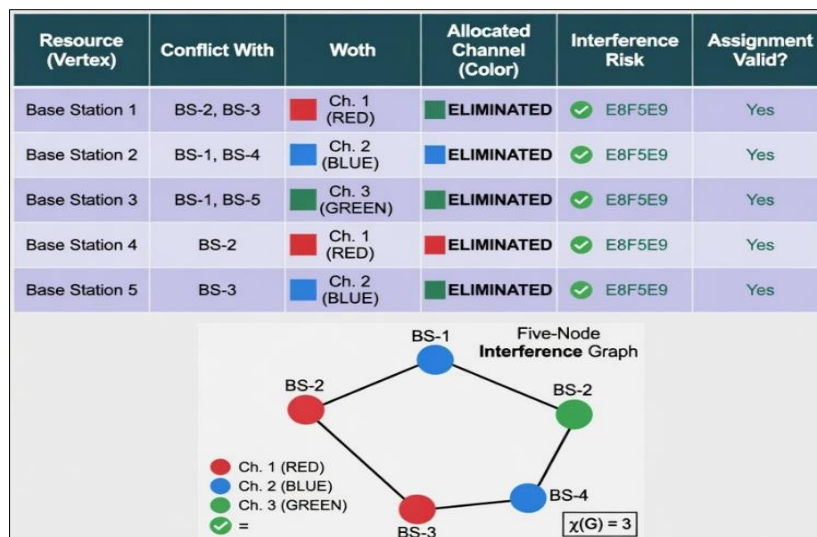 Resource (Vertex)
Conflict With
Woth
Allocated Channel (Color)
Interference Risk
Assignment Valid?
Base Station 1
BS-2, BS-3
Ch. 1 (RED)
ELIMINATED
E8F5E9
Yes
Base Station 2
BS-1, BS-4
Ch. 2 (BLUE)
ELIMINATED
E8F5E9
Yes
Base Station 3
BS-1, BS-5
Ch. 3 (GREEN)
ELIMINATED
E8F5E9
Yes
Base Station 4
BS-2
Ch. 1 (RED)
ELIMINATED
E8F5E9
Yes
Base Station 5
BS-3
Ch. 2 (BLUE)
ELIMINATED
E8F5E9
Yes
Five-Node
Interference Graph
BS-1
BS-2
BS-2
Ch. 1 (RED)
Ch. 2 (BLUE)
Ch. 3 (GREEN)
=
BS-3
BS-4
χ(G) = 3